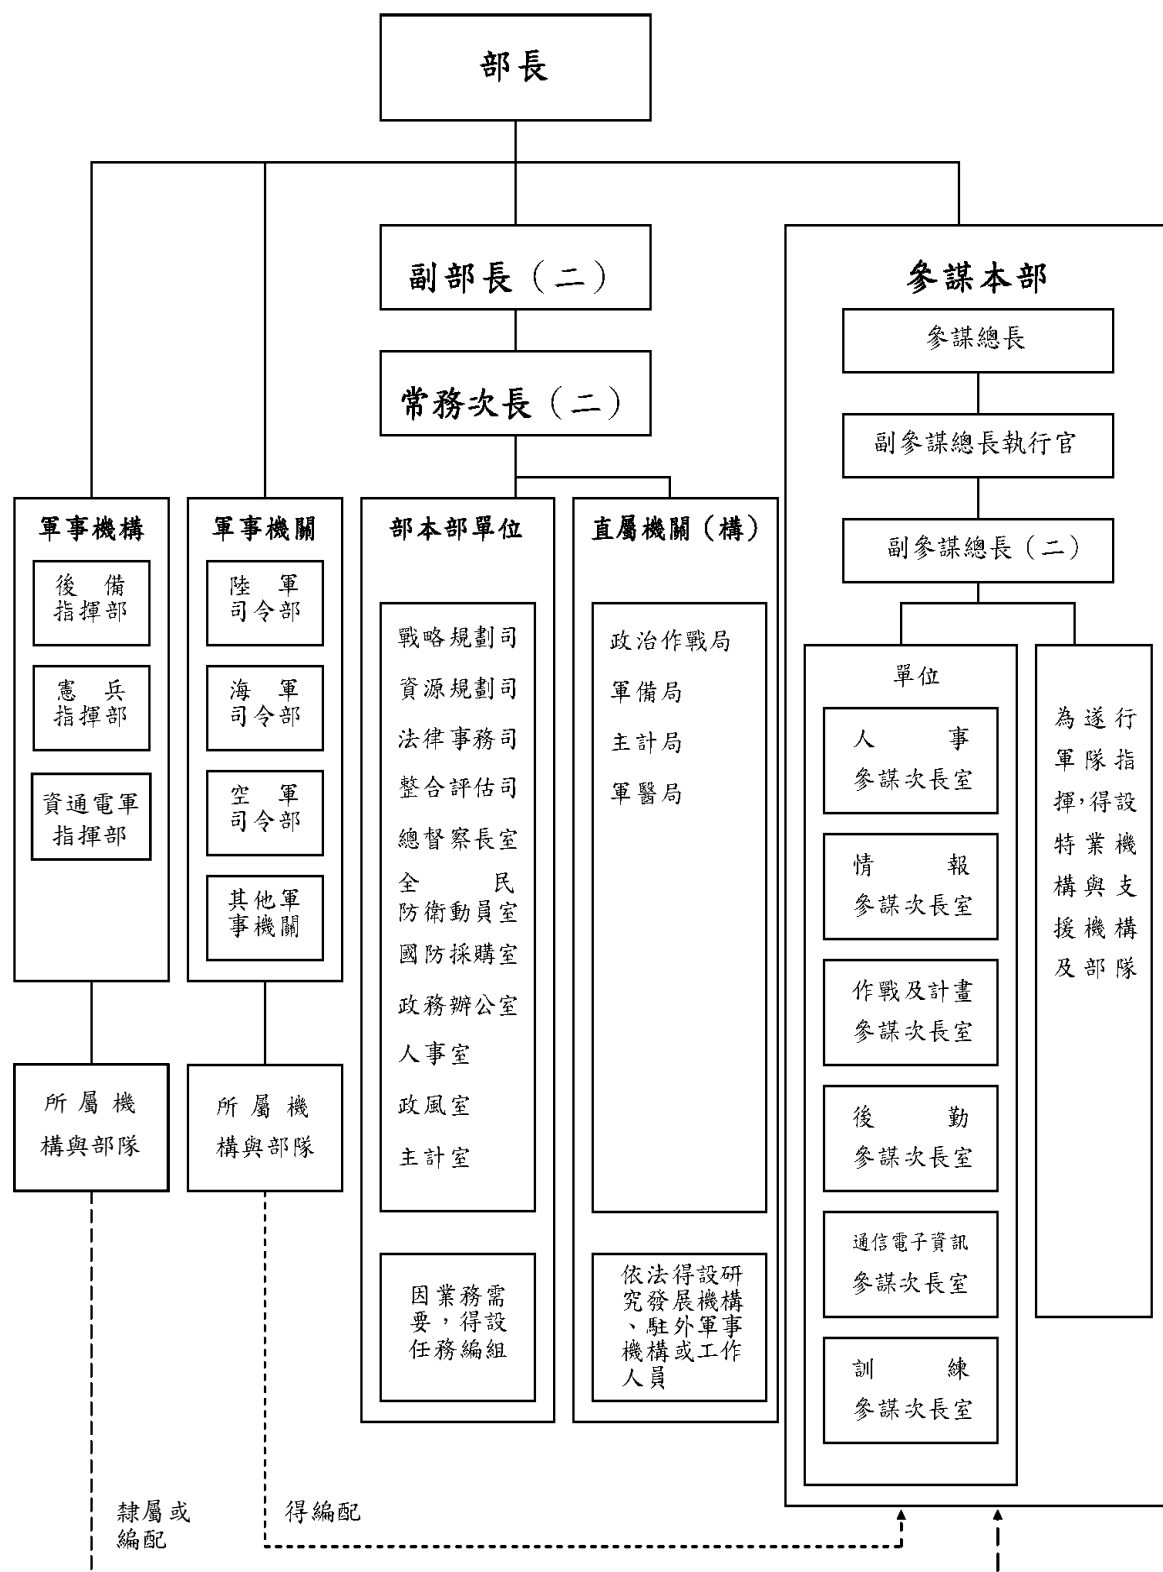 部長
副部長（二）
常務次長（二）
軍事機構
後備
指揮部
憲兵
指揮部
資通電軍
指揮部
所屬機
構與部隊
軍事機關
陸軍
司令部
海軍
司令部
空軍
司令部
其他軍
事機關
所屬機
構與部隊
部本部單位
戰略規劃司
資源規劃司
法律事務司
整合評估司
總督察長室
全民
防衛動員室
國防採購室
政務辦公室
人事室
政風室
主計室
因業務需
要，得設
任務編組
直屬機關（構）
政治作戰局
軍備局
主計局
軍醫局
依法得設研
究發展機構
、駐外軍事
機構或工作
人員
參謀本部
參謀總長
副參謀總長執行官
副參謀總長（二）
單位
人事
參謀次長室
情報
參謀次長室
作戰及計畫
參謀次長室
後勤
參謀次長室
通信電子資訊
參謀次長室
訓練
參謀次長室
為遂行
軍隊指
揮，得設
特業機
構與支
援機構
及部隊
隸屬或
編配
得編配